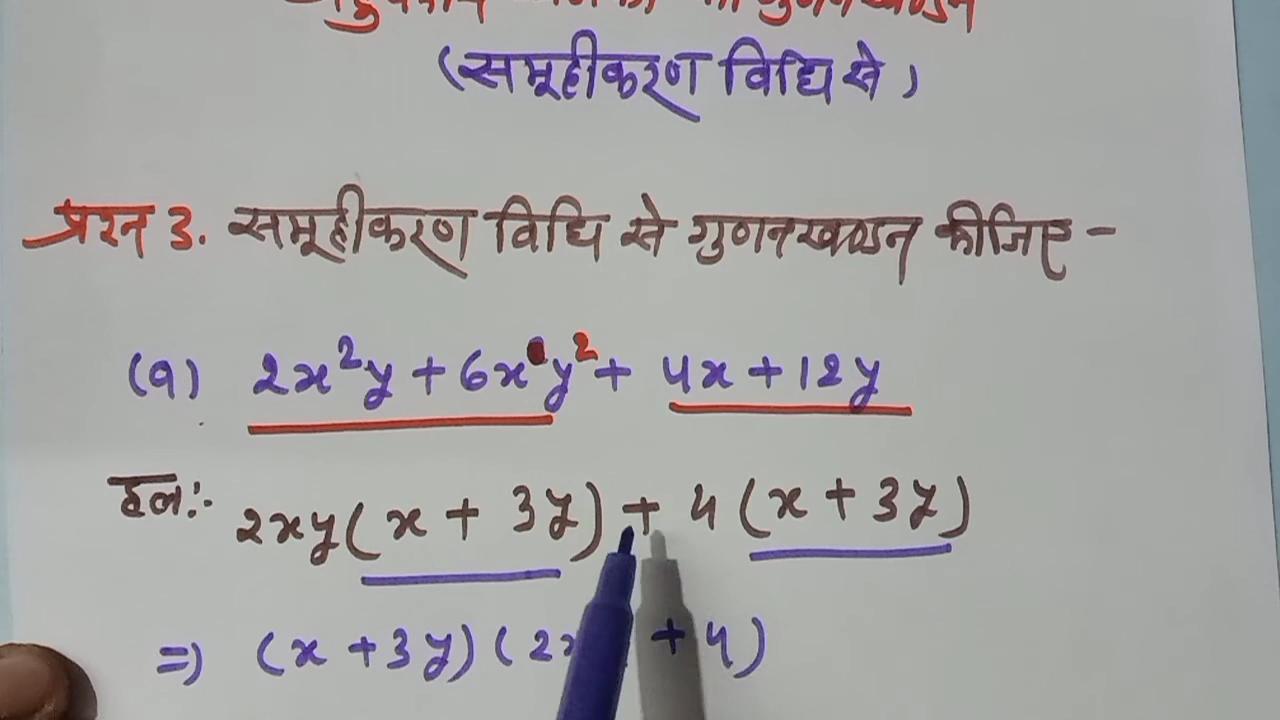 (समूहीकरण विधि से)
प्रश्न 3. समूहीकरण विधि से गुणनखण्डन कीजिए -
(a) 2x²y + 6xy² + 4x + 12y
हल:- 2xy(x + 3y) + 4(x + 3y)
=) (x + 3y)(2x + 4)